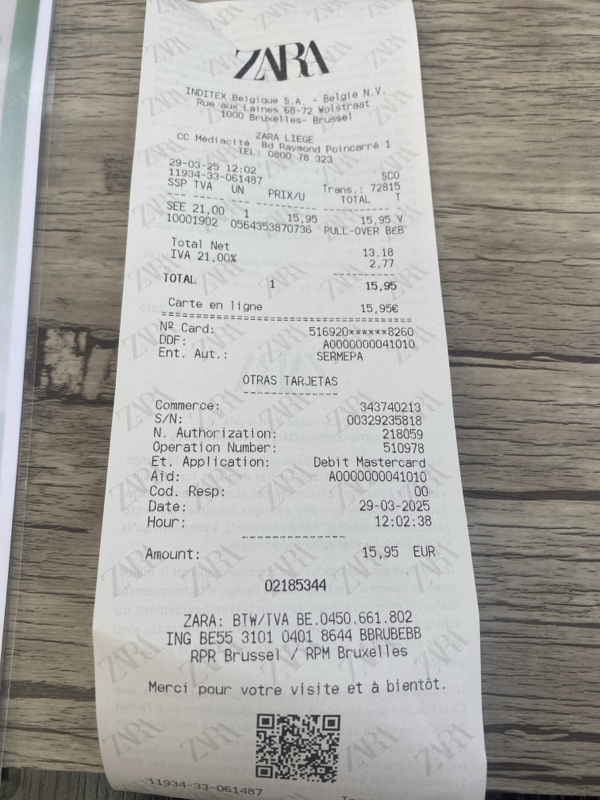 ZARA
INDITEX Belgique S.A. - Belgie N.V.
Rue aux Laines 68-72 Wolstraat
1000 Bruxelles- Brussel
ZARA LIEGE
CC Médiacité Bd Raymond Poincarré 1
TEL: 0800 78 323
29-03-25 12:02 SCO
11934-33-061487 Trans.: 72815
SSP TVA UN PRIX/U TOTAL T
SEE 21,00 1 15,95 15,95 V
10001902 0564353870736 PULL-OVER BEB
Total Net 13,18
IVA 21.00% 2,77
TOTAL 1 15,95
Carte en ligne 15,95€
Nº Card: 516920******8260
DDF: A0000000041010
Ent. Aut.: SERMEPA
OTRAS TARJETAS
Commerce: 343740213
S/N: 00329235818
N. Authorization: 218059
Operation Number: 510978
Et. Application: Debit Mastercard
Aid: A0000000041010
Cod. Resp: 00
Date: 29-03-2025
Hour: 12:02:38
Amount: 15,95 EUR
02185344
ZARA: BTW/TVA BE.0450.661.802
ING BE55 3101 0401 8644 BBRUBEBB
RPR Brussel / RPM Bruxelles
Merci pour votre visite et à bientôt.
11934-33-061487